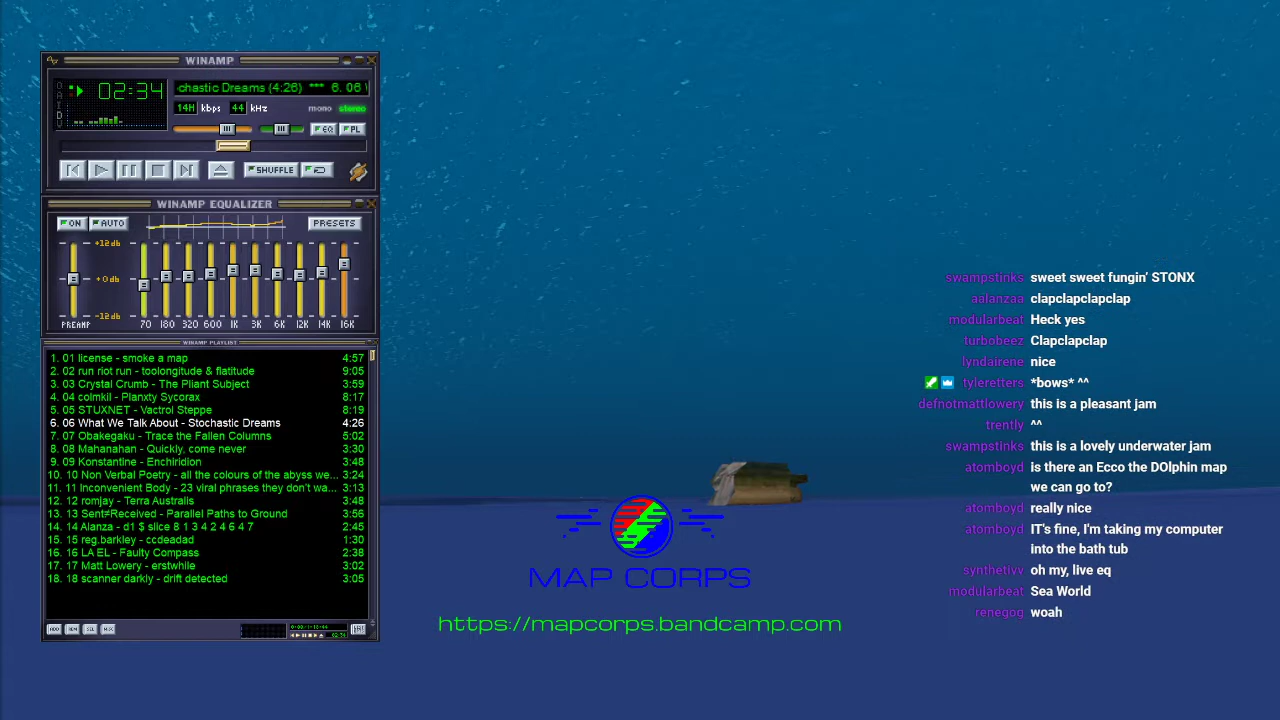 WINAMP
02:34
chastic Dreams (4:26) *** 6. 06
14H kbps 44 kHz mono stereo
EQ PL
SHUFFLE
WINAMP EQUALIZER
ON AUTO PRESETS
+12db
+0db
-12db
PREAMP 70 180 320 600 1K 3K 6K 12K 14K 16K
WINAMP PLAYLIST
1. 01 license - smoke a map 4:57
2. 02 run riot run - toolongitude & flatitude 9:05
3. 03 Crystal Crumb - The Pliant Subject 3:59
4. 04 colmkil - Planxty Sycorax 8:17
5. 05 STUXNET - Vactrol Steppe 8:19
6. 06 What We Talk About - Stochastic Dreams 4:26
7. 07 Obakegaku - Trace the Fallen Columns 5:02
8. 08 Mahanahan - Quickly, come never 3:30
9. 09 Konstantine - Enchiridion 3:48
10. 10 Non Verbal Poetry - all the colours of the abyss we... 3:24
11. 11 Inconvenient Body - 23 viral phrases they don't wa... 3:13
12. 12 romjay - Terra Australis 3:48
13. 13 Sent≠Received - Parallel Paths to Ground 3:56
14. 14 Alanza - d1 $ slice 8 1 3 4 2 4 6 4 7 2:45
15. 15 reg.barkley - ccdeadad 1:30
16. 16 LA EL - Faulty Compass 2:38
17. 17 Matt Lowery - erstwhile 3:02
18. 18 scanner darkly - drift detected 3:05
ADD REM SEL MISC
MAP CORPS
https://mapcorps.bandcamp.com
swampstinks sweet sweet fungin' STONX
aalanzaa clapclapclapclap
modularbeat Heck yes
turbobeez Clapclapclap
lyndairene nice
tyleretters *bows* ^^
defnotmattlowery this is a pleasant jam
trently ^^
swampstinks this is a lovely underwater jam
atomboyd is there an Ecco the DOlphin map
we can go to?
atomboyd really nice
atomboyd IT's fine, I'm taking my computer
into the bath tub
synthetivv oh my, live eq
modularbeat Sea World
renegog woah